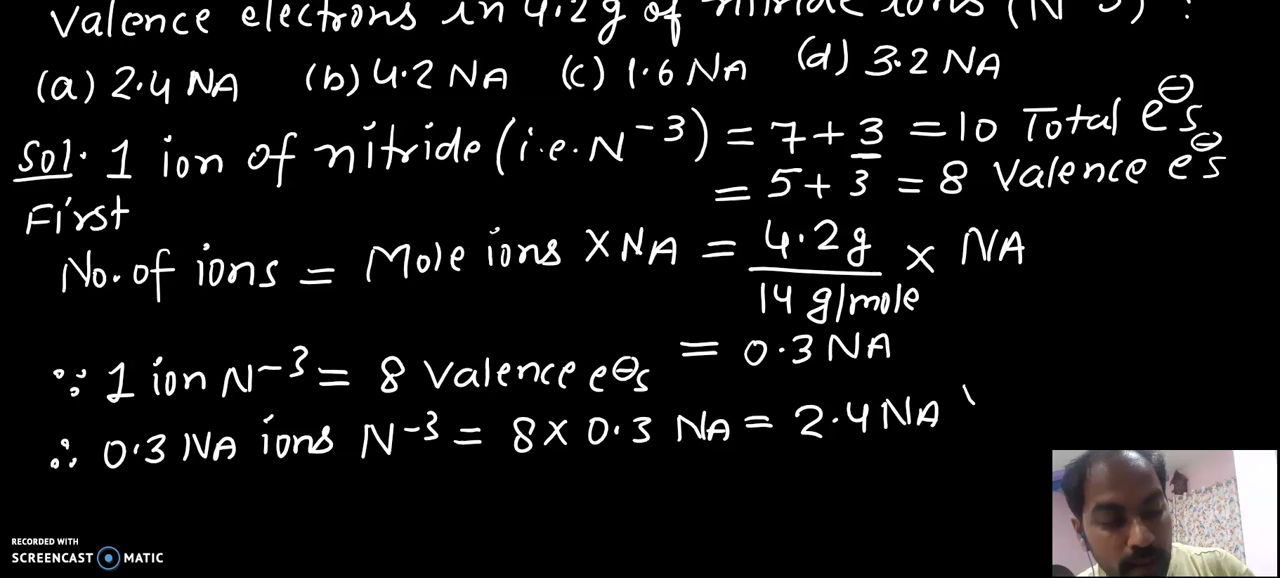 valence electrons in 4.2g of nitride ions (N⁻³) ?
(a) 2.4 NA (b) 4.2 NA (c) 1.6 NA (d) 3.2 NA
Sol. 1 ion of nitride (i.e. N⁻³) = 7 + 3 = 10 Total e⊖s
= 5 + 3 = 8 Valence e⊖s
First
No. of ions = Mole ions × NA = 4.2g / 14 g/mole × NA
= 0.3 NA
∵ 1 ion N⁻³ = 8 Valence e⊖s
∴ 0.3 NA ions N⁻³ = 8 × 0.3 NA = 2.4 NA
RECORDED WITH
SCREENCAST MATIC